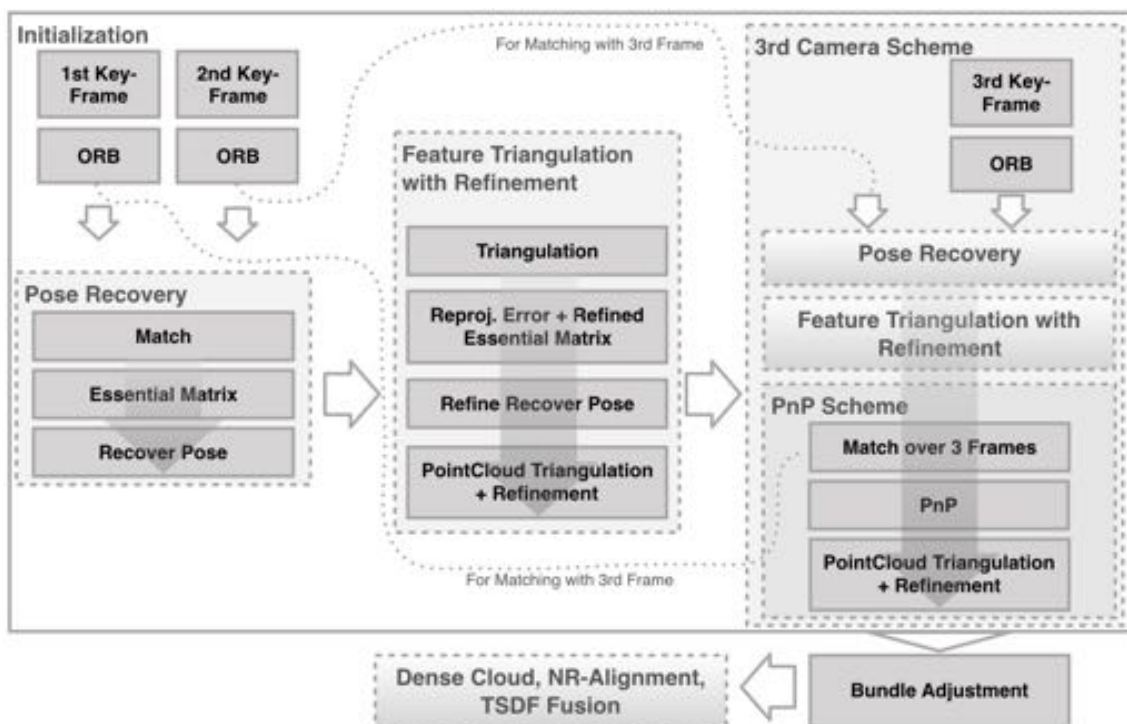 Initialization
1st Key-
Frame
2nd Key-
Frame
ORB
ORB
Pose Recovery
Match
Essential Matrix
Recover Pose
For Matching with 3rd Frame
Feature Triangulation
with Refinement
Triangulation
Reproj. Error + Refined
Essential Matrix
Refine Recover Pose
PointCloud Triangulation
+ Refinement
For Matching with 3rd Frame
3rd Camera Scheme
3rd Key-
Frame
ORB
Pose Recovery
Feature Triangulation with
Refinement
PnP Scheme
Match over 3 Frames
PnP
PointCloud Triangulation
+ Refinement
Bundle Adjustment
Dense Cloud, NR-Alignment,
TSDF Fusion